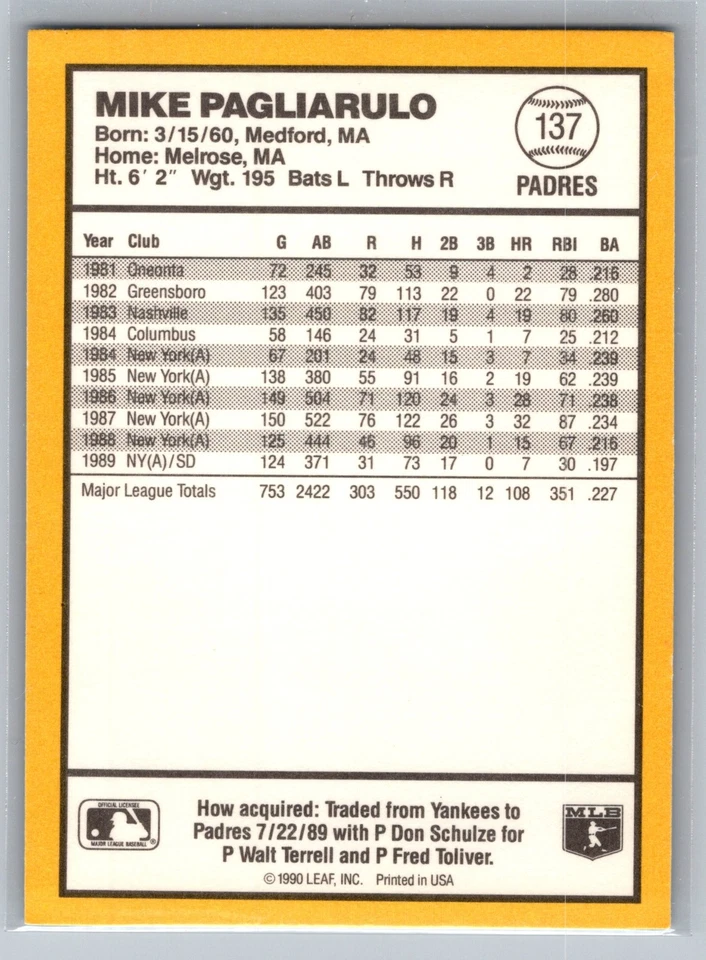 MIKE PAGLIARULO
Born: 3/15/60, Medford, MA
Home: Melrose, MA
Ht. 6' 2" Wgt. 195 Bats L Throws R
137
PADRES
Year Club G AB R H 2B 3B HR RBI BA
1981 Oneonta 72 245 32 53 9 4 2 28 .216
1982 Greensboro 123 403 79 113 22 0 22 79 .280
1983 Nashville 135 450 82 117 19 4 19 80 .260
1984 Columbus 58 146 24 31 5 1 7 25 .212
1984 New York(A) 67 201 24 48 15 3 7 34 .239
1985 New York(A) 138 380 55 91 16 2 19 62 .239
1986 New York(A) 149 504 71 120 24 3 28 71 .238
1987 New York(A) 150 522 76 122 26 3 32 87 .234
1988 New York(A) 125 444 46 96 20 1 15 67 .216
1989 NY(A)/SD 124 371 31 73 17 0 7 30 .197
Major League Totals 753 2422 303 550 118 12 108 351 .227
OFFICIAL LICENSEE
MAJOR LEAGUE BASEBALL®
How acquired: Traded from Yankees to
Padres 7/22/89 with P Don Schulze for
P Walt Terrell and P Fred Toliver.
© 1990 LEAF, INC. Printed in USA
MLB